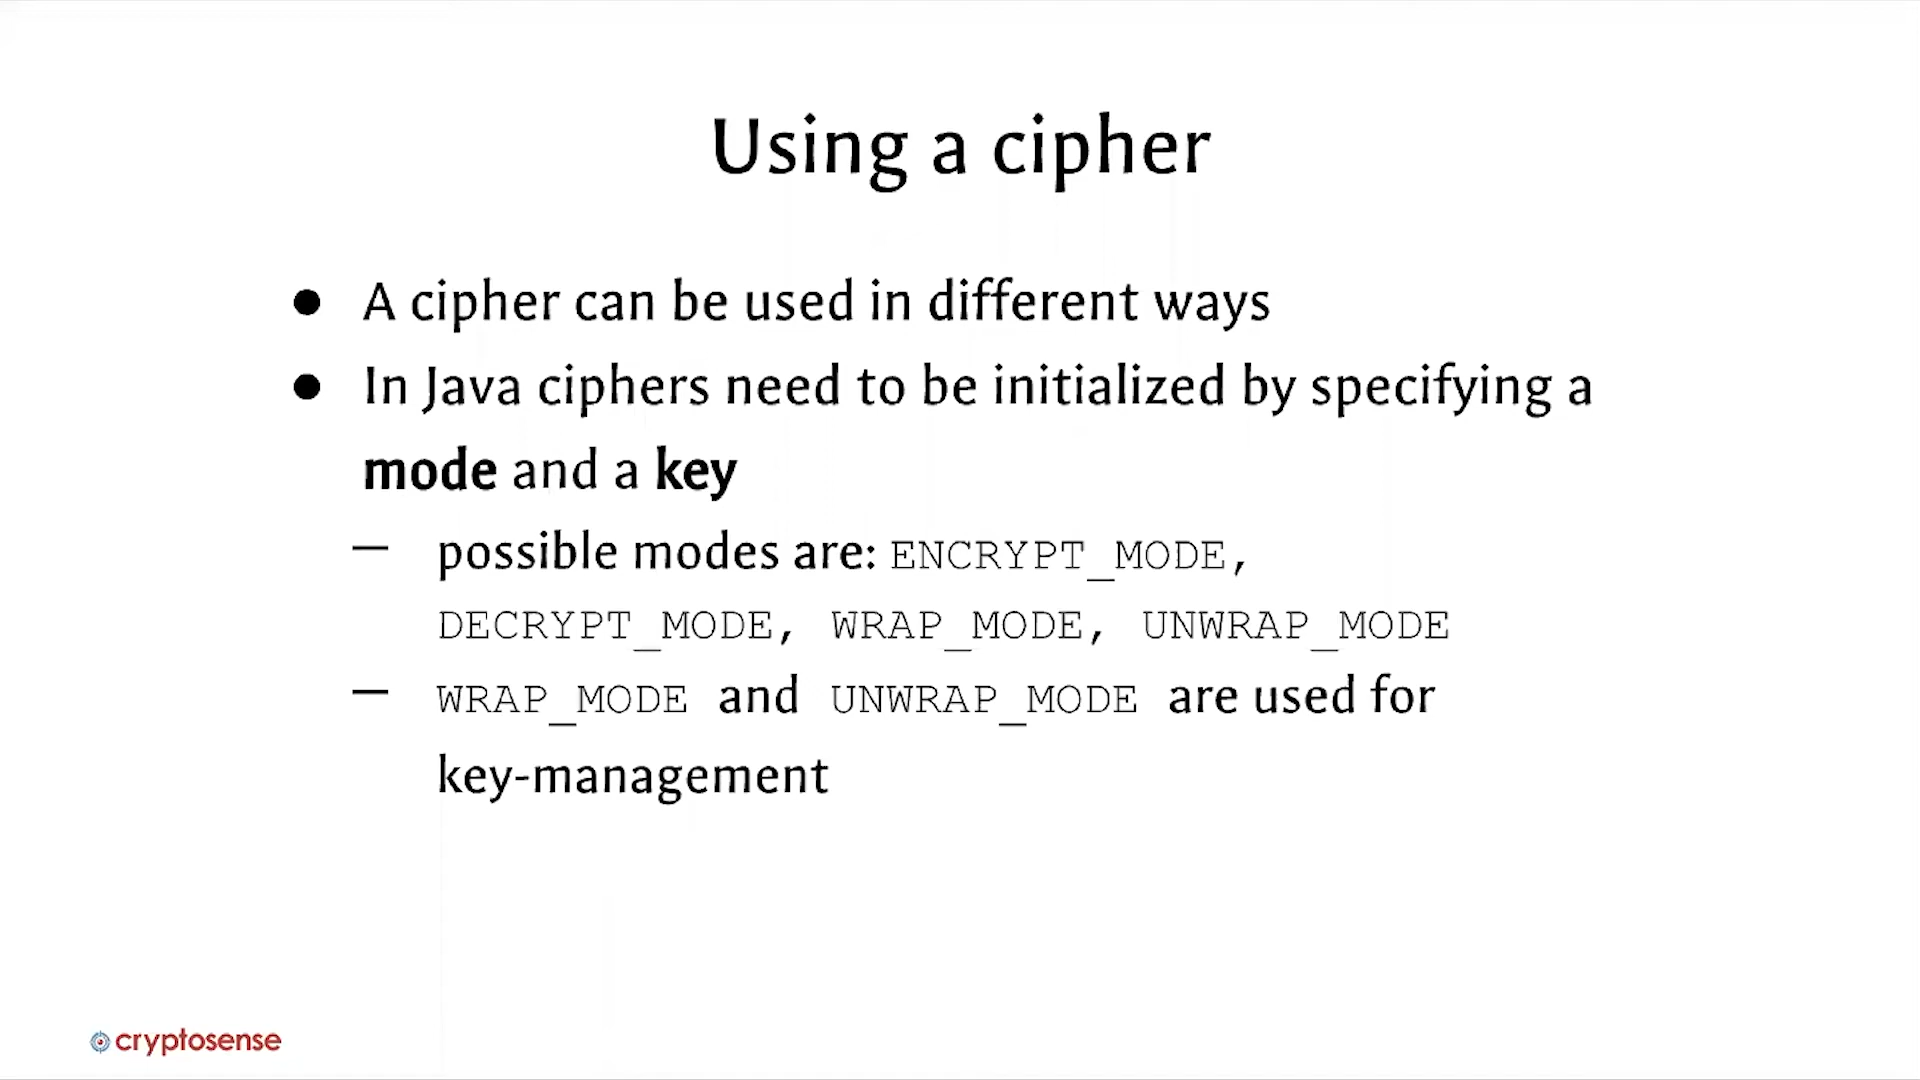 Using a cipher
● A cipher can be used in different ways
● In Java ciphers need to be initialized by specifying a
mode and a key
— possible modes are: ENCRYPT_MODE,
DECRYPT_MODE, WRAP_MODE, UNWRAP_MODE
— WRAP_MODE and UNWRAP_MODE are used for
key-management
cryptosense